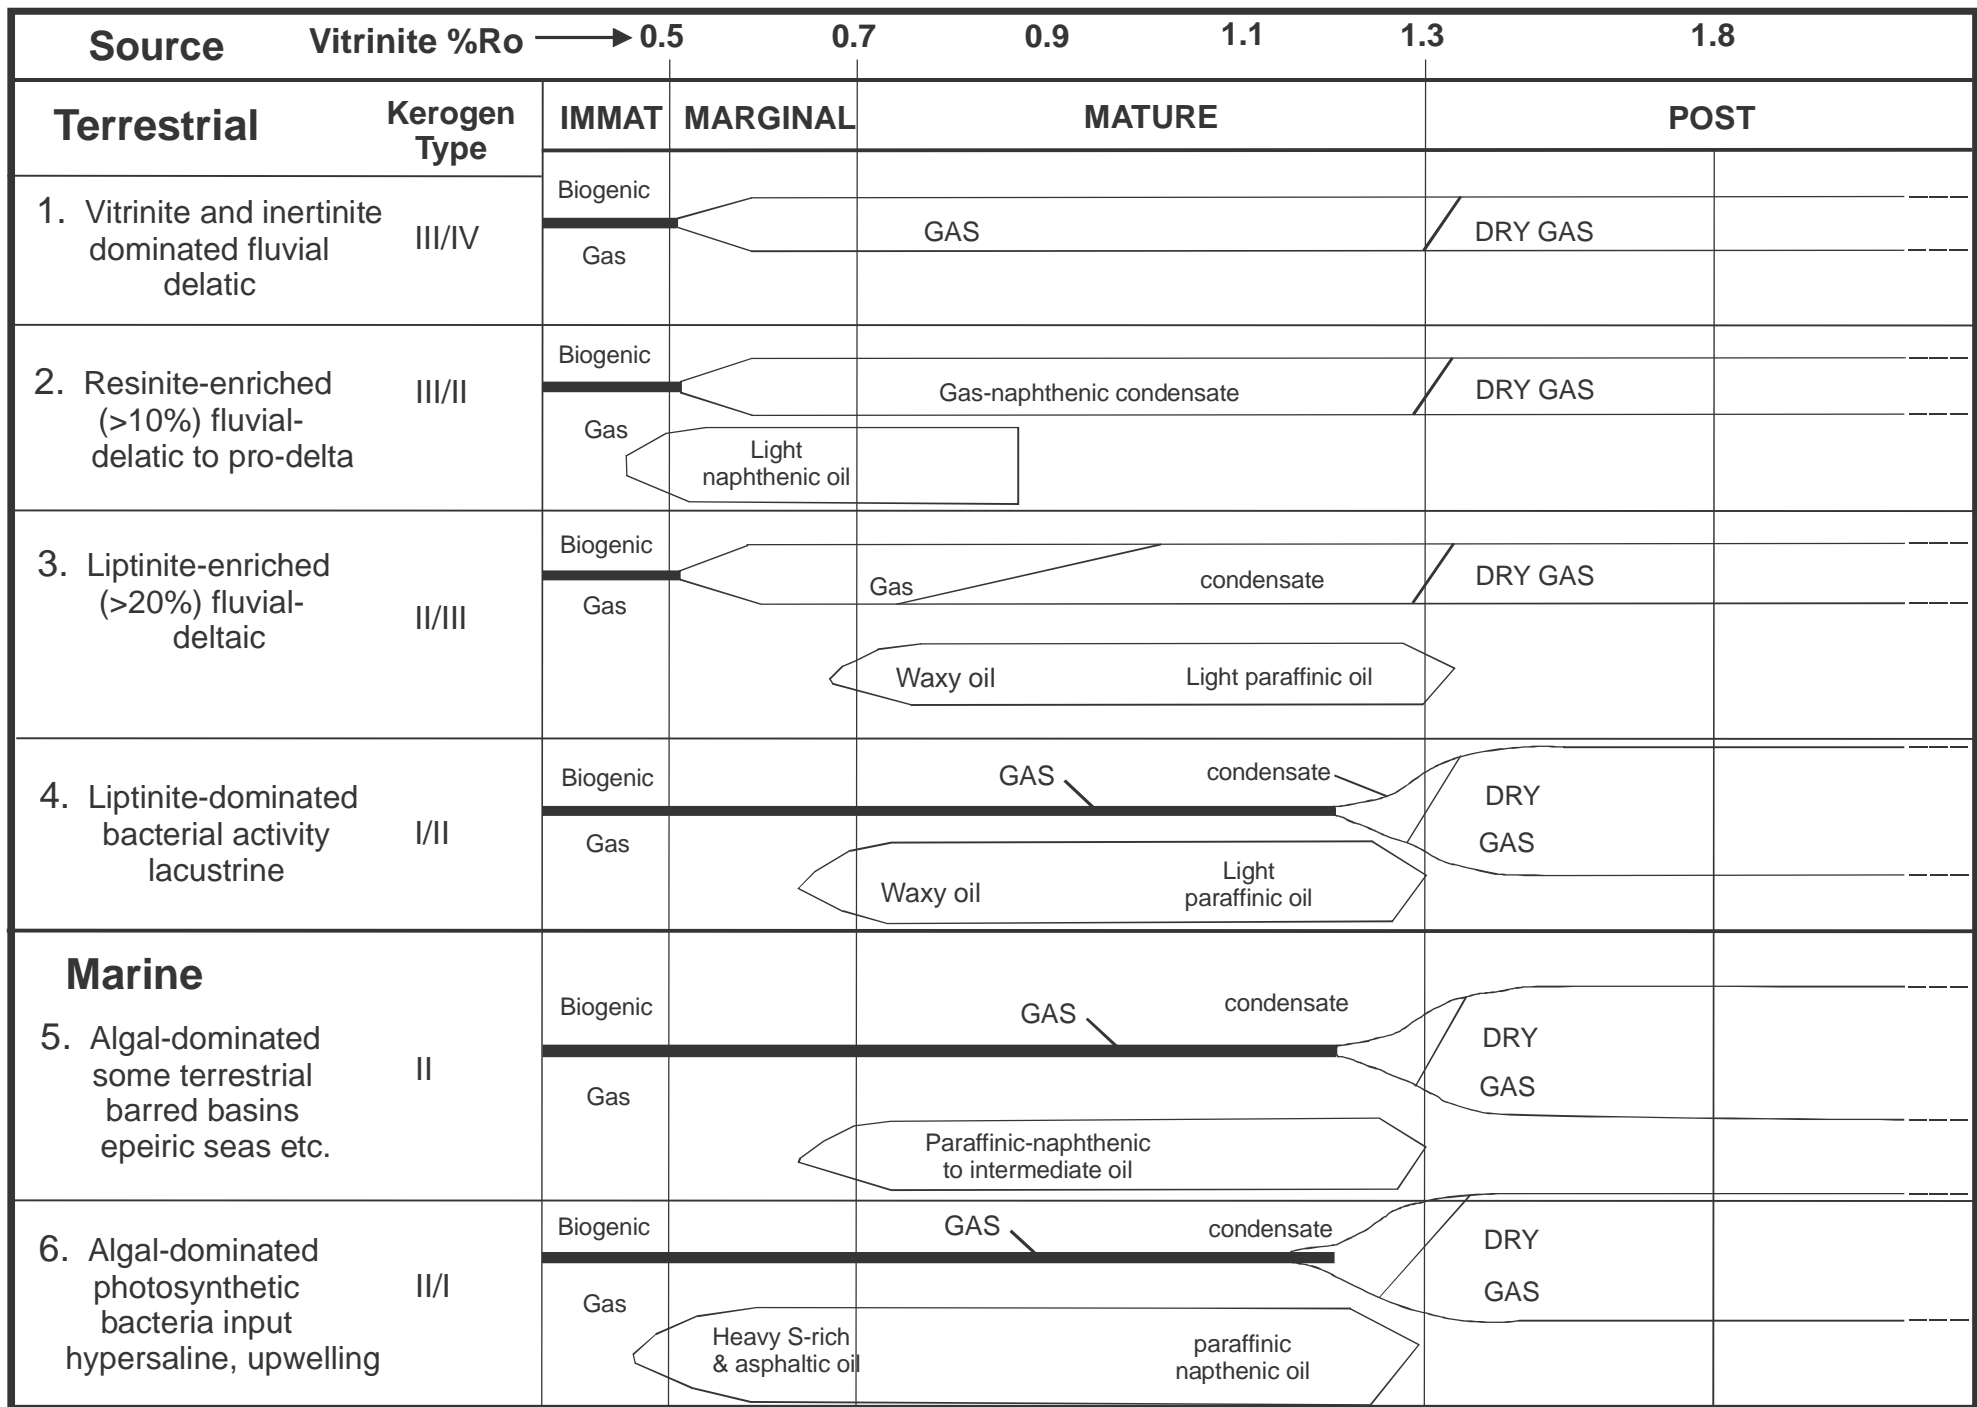 Source Vitrinite %Ro 0.5 0.7 0.9 1.1 1.3 1.8
Terrestrial
Kerogen
Type
IMMAT MARGINAL MATURE POST
1. Vitrinite and inertinite
dominated fluvial
delatic
III/IV
Biogenic
Gas
GAS
DRY GAS
2. Resinite-enriched
(>10%) fluvial-
delatic to pro-delta
III/II
Biogenic
Gas
Gas-naphthenic condensate
DRY GAS
Light
naphthenic oil
3. Liptinite-enriched
(>20%) fluvial-
deltaic
II/III
Biogenic
Gas
Gas
condensate
DRY GAS
Waxy oil
Light paraffinic oil
4. Liptinite-dominated
bacterial activity
lacustrine
I/II
Biogenic
Gas
GAS
condensate
DRY
GAS
Waxy oil
Light
paraffinic oil
Marine
5. Algal-dominated
some terrestrial
barred basins
epeiric seas etc.
II
Biogenic
Gas
GAS
condensate
DRY
GAS
Paraffinic-naphthenic
to intermediate oil
6. Algal-dominated
photosynthetic
bacteria input
hypersaline, upwelling
II/I
Biogenic
Gas
GAS
condensate
DRY
GAS
Heavy S-rich
& asphaltic oil
paraffinic
napthenic oil